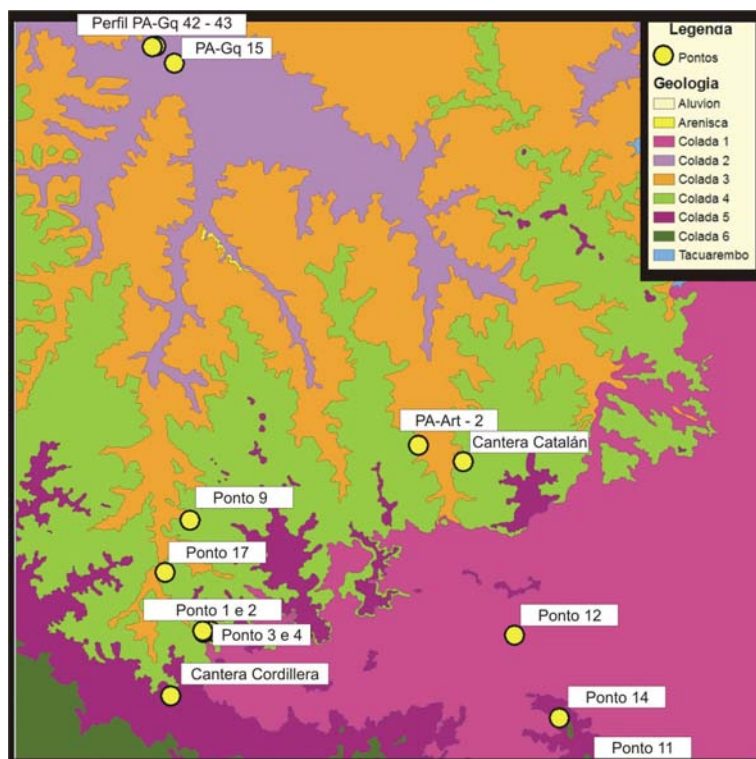 Perfil PA-Gq 42 - 43
PA-Gq 15
Legenda
Pontos
Geologia
Aluvion
Arenisca
Colada 1
Colada 2
Colada 3
Colada 4
Colada 5
Colada 6
Tacuarembo
PA-Art - 2
Cantera Catalán
Ponto 9
Ponto 17
Ponto 1 e 2
Ponto 3 e 4
Ponto 12
Cantera Cordillera
Ponto 14
Ponto 11